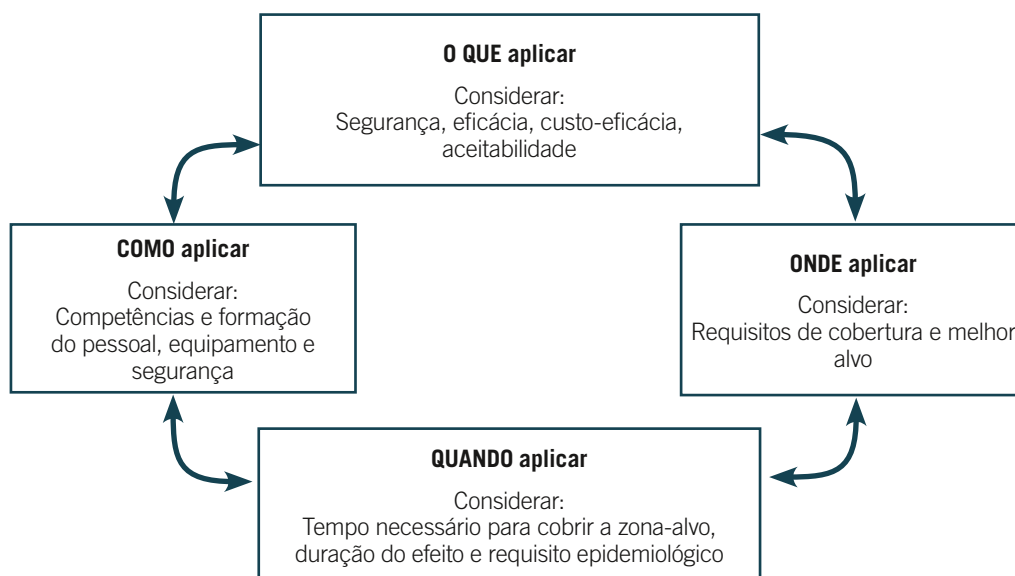 O QUE aplicar
Considerar:
Segurança, eficácia, custo-eficácia,
aceitabilidade
COMO aplicar
Considerar:
Competências e formação
do pessoal, equipamento e
segurança
ONDE aplicar
Considerar:
Requisitos de cobertura e melhor
alvo
QUANDO aplicar
Considerar:
Tempo necessário para cobrir a zona-alvo,
duração do efeito e requisito epidemiológico